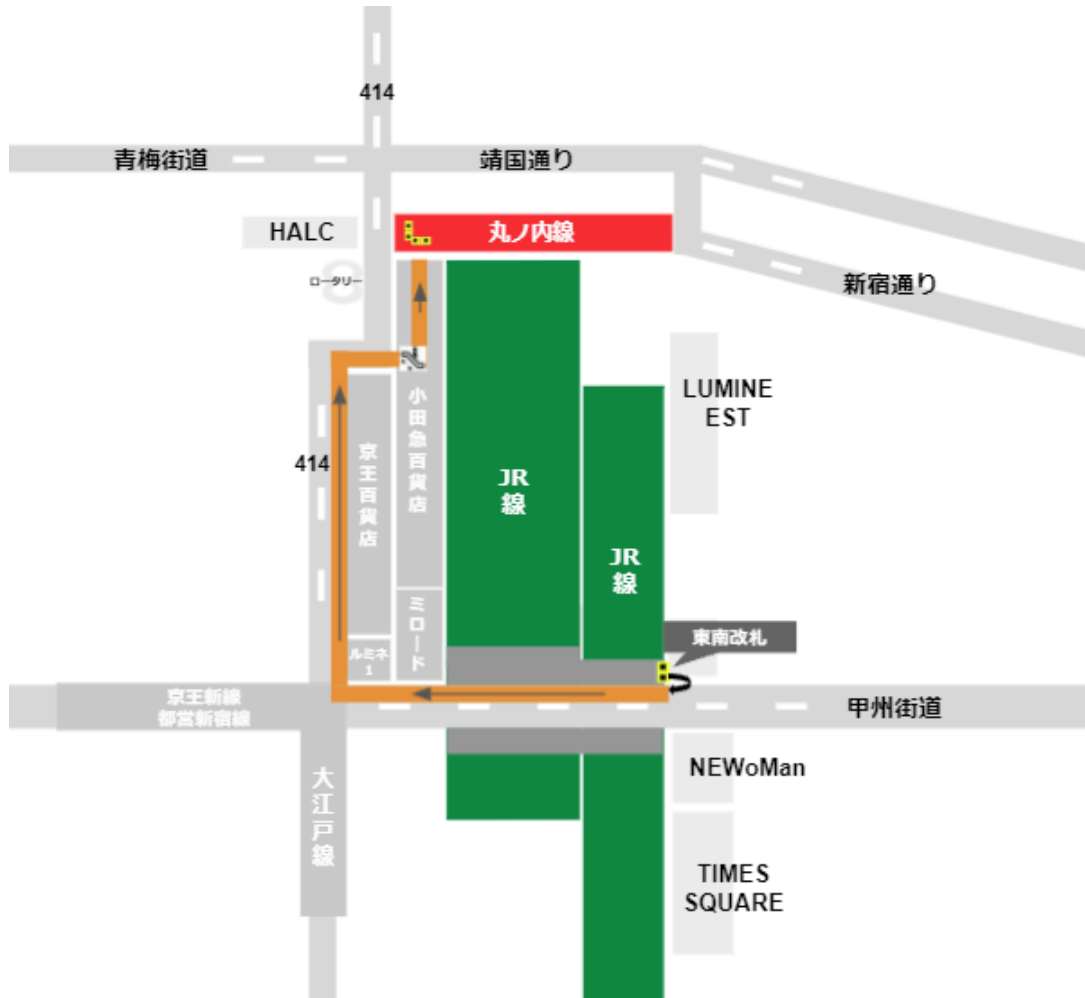 414
青梅街道
靖国通り
HALC
丸ノ内線
ロータリー
8
新宿通り
LUMINE
EST
小田急百貨店
京王百貨店
414
JR
線
JR
線
ミロード
東南改札
ルミネ
1
京王新線
都営新宿線
甲州街道
大江戸線
NEWoMan
TIMES
SQUARE